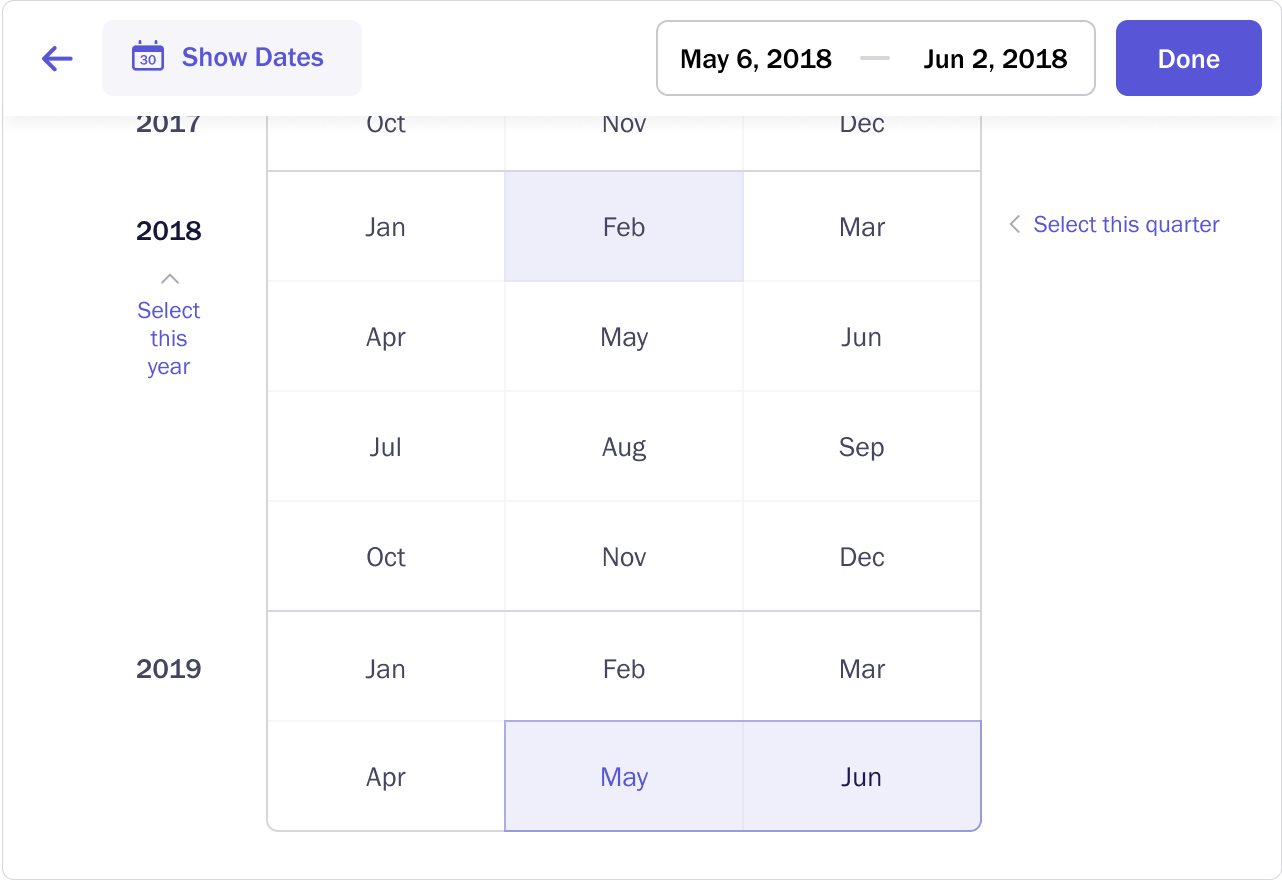 30 Show Dates May 6, 2018 — Jun 2, 2018 Done
2017 Oct Nov Dec
2018 Jan Feb Mar Select this quarter
Select
this
year
Apr May Jun
Jul Aug Sep
Oct Nov Dec
2019 Jan Feb Mar
Apr May Jun